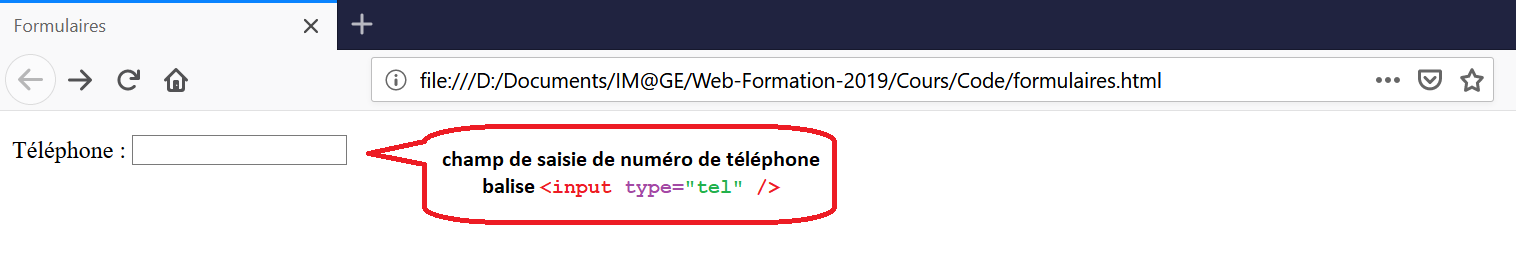 Formulaires
file:///D:/Documents/IM@GE/Web-Formation-2019/Cours/Code/formulaires.html
Téléphone :
champ de saisie de numéro de téléphone
balise <input type="tel" />